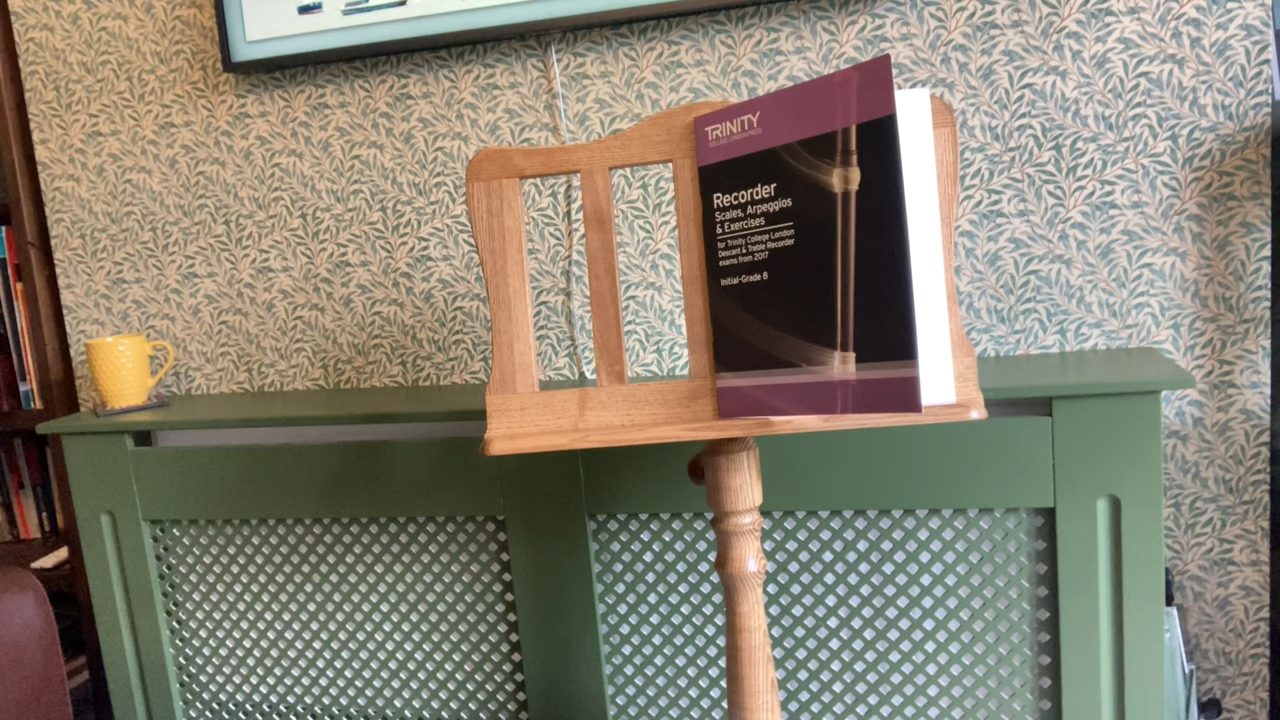 TRINITY
COLLEGE LONDON PRESS
Recorder
Scales, Arpeggios
& Exercises
for Trinity College London
Descant & Treble Recorder
exams from 2017
Initial-Grade 8